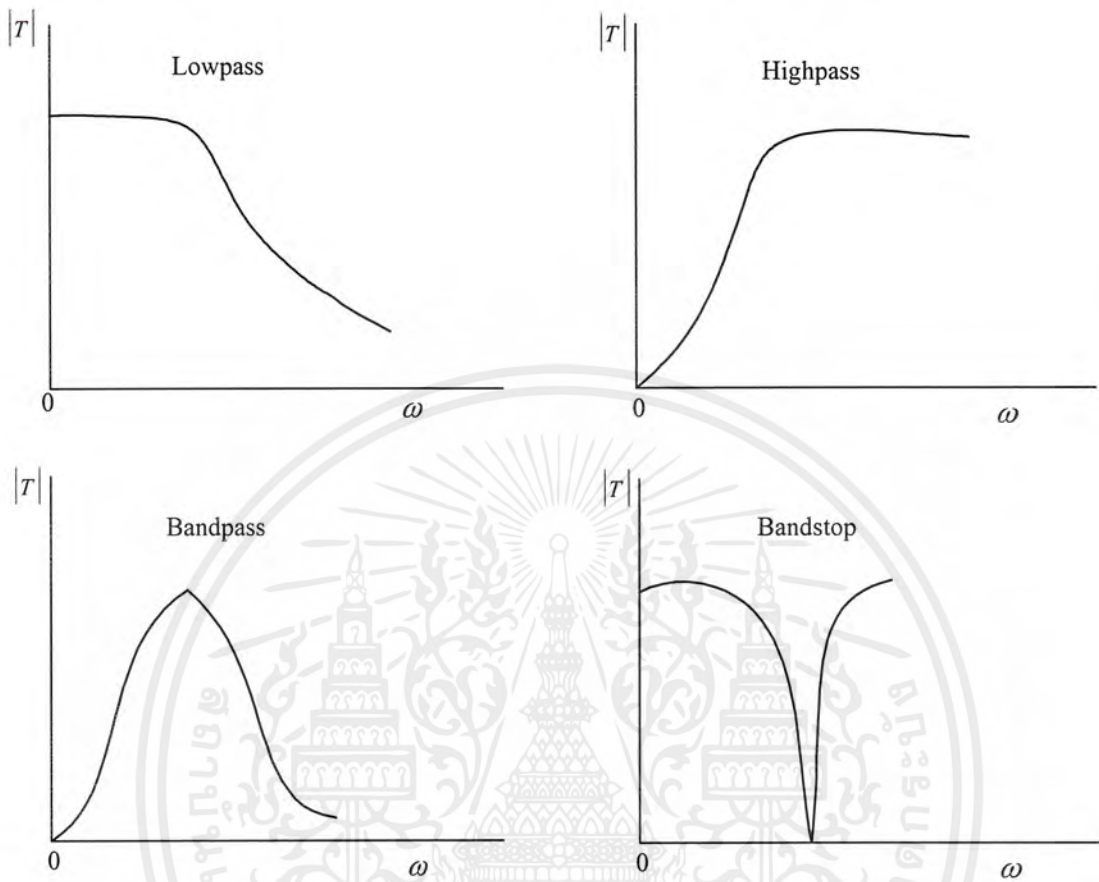 |T|
Lowpass
0
ω
|T|
Highpass
0
ω
|T|
Bandpass
0
ω
|T|
Bandstop
0
ω